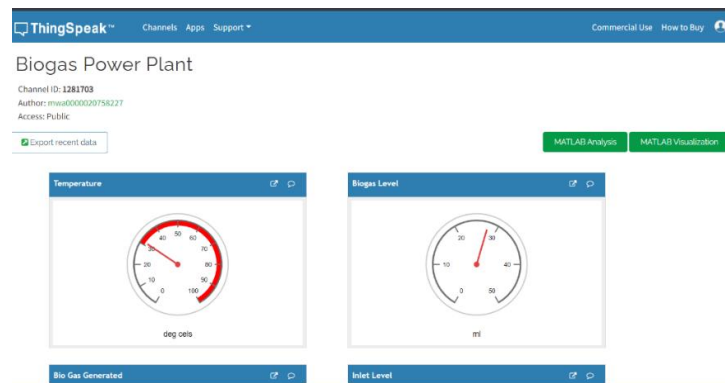 ThingSpeak™ Channels Apps Support Commercial Use How to Buy
Biogas Power Plant
Channel ID: 1281703
Author: mwa0000020758227
Access: Public
Export recent data MATLAB Analysis MATLAB Visualization
Temperature
0 10 20 30 40 50 60 70 80 90 100
deg cels
Biogas Level
0 10 20 30 40 50
ml
Bio Gas Generated Inlet Level